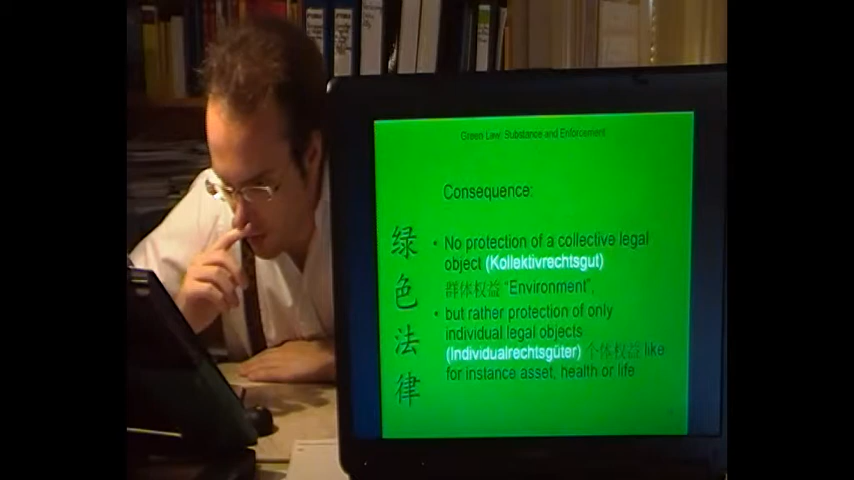 Green Law: Substance and Enforcement
Consequence:
绿
色
法
律
• No protection of a collective legal
object (Kollektivrechtsgut)
群体权益 "Environment",
• but rather protection of only
individual legal objects
(Individualrechtsgüter) 个体权益 like
for instance asset, health or life